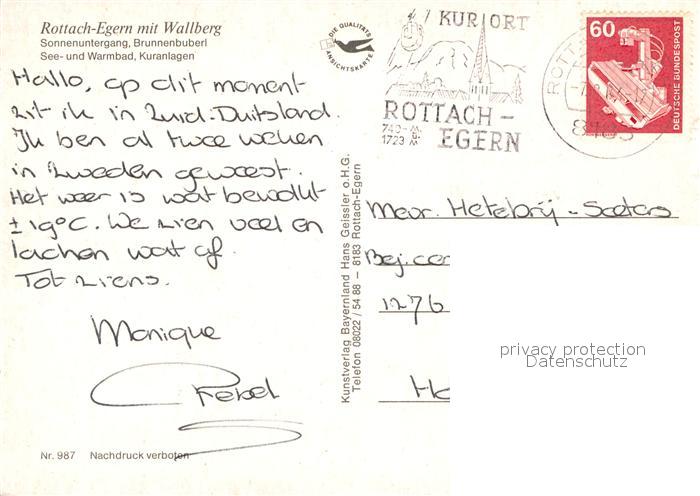 Rottach-Egern mit Wallberg
Sonnenuntergang, Brunnenbuberl
See- und Warmbad, Kuranlagen
Hallo, op dit moment
zit ik in Zuid-Duitsland.
Ik ben al twee weken
in Zweden geweest.
Het weer is wat bewolkt
± 19°C. We zien veel en
lachen wat af.
Tot ziens.
Monique
Nr. 987 Nachdruck verboten
DIE QUALITÄTS
ANSICHTSKARTE
Kunstverlag Bayernland Hans Geissler o.H.G.
Telefon 08022/54 88 – 8183 Rottach-Egern
KURORT
ROTTACH-
EGERN
740-M
1723 M
60
DEUTSCHE BUNDESPOST
Mevr. Hetebrij - Soeters
Bej.cen
1276
privacy protection
Datenschutz